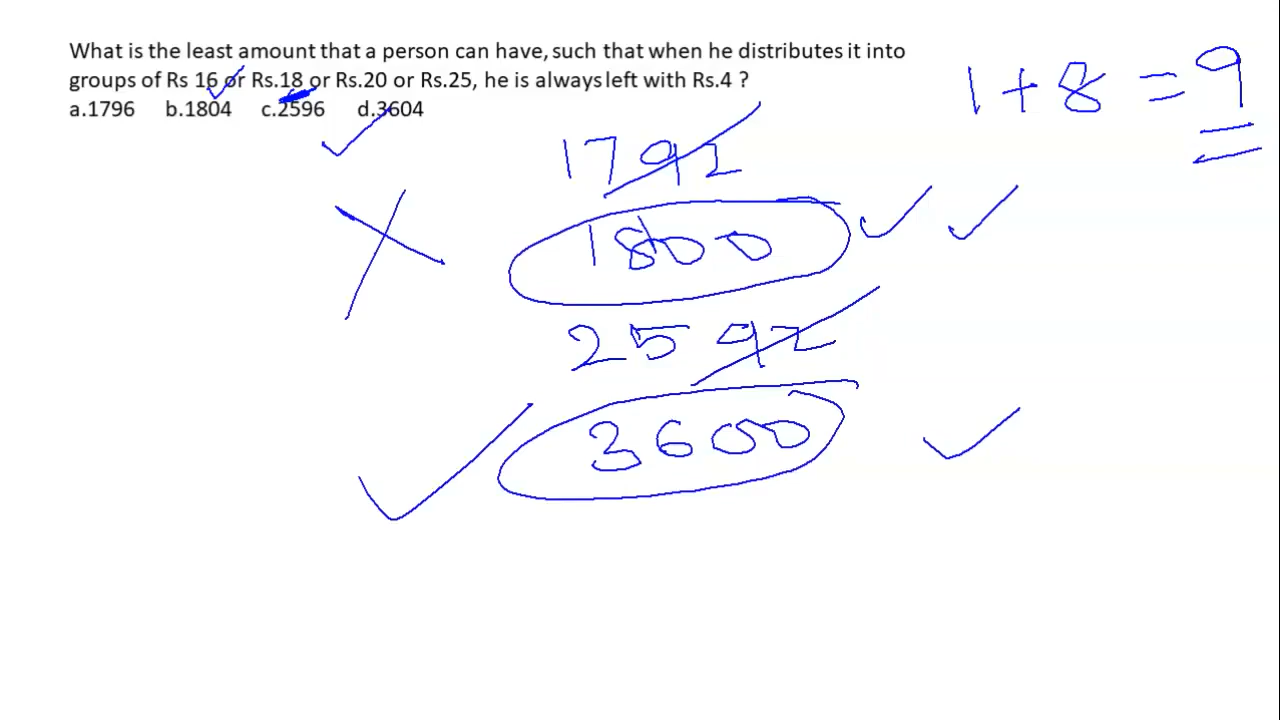 What is the least amount that a person can have, such that when he distributes it into
groups of Rs 16 or Rs.18 or Rs.20 or Rs.25, he is always left with Rs.4 ?
a.1796 b.1804 c.2596 d.3604
1+8 = 9
1792
1800
2592
3600